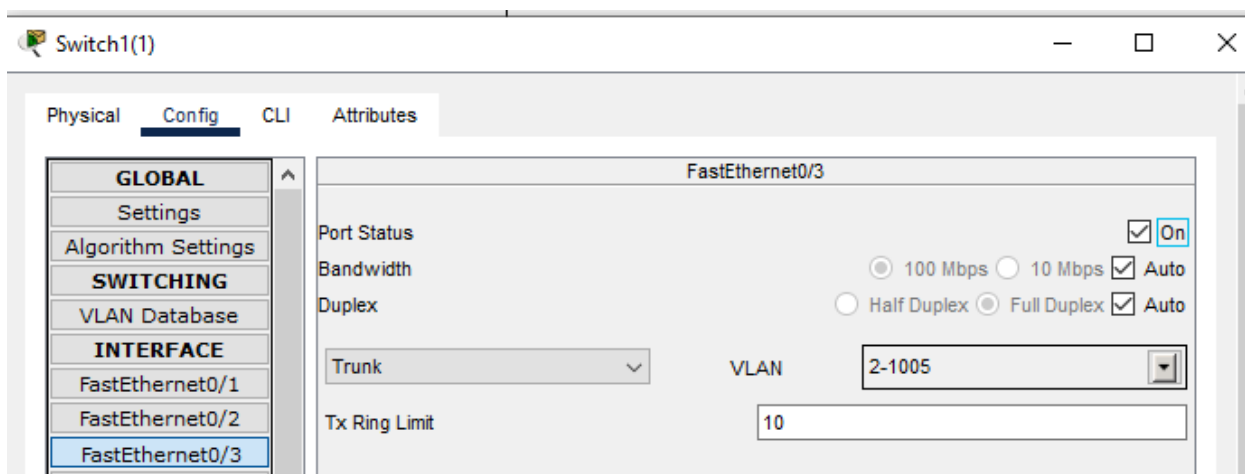 Switch1(1)
Physical Config CLI Attributes
GLOBAL
Settings
Algorithm Settings
SWITCHING
VLAN Database
INTERFACE
FastEthernet0/1
FastEthernet0/2
FastEthernet0/3
FastEthernet0/3
Port Status On
Bandwidth 100 Mbps 10 Mbps Auto
Duplex Half Duplex Full Duplex Auto
Trunk VLAN 2-1005
Tx Ring Limit 10